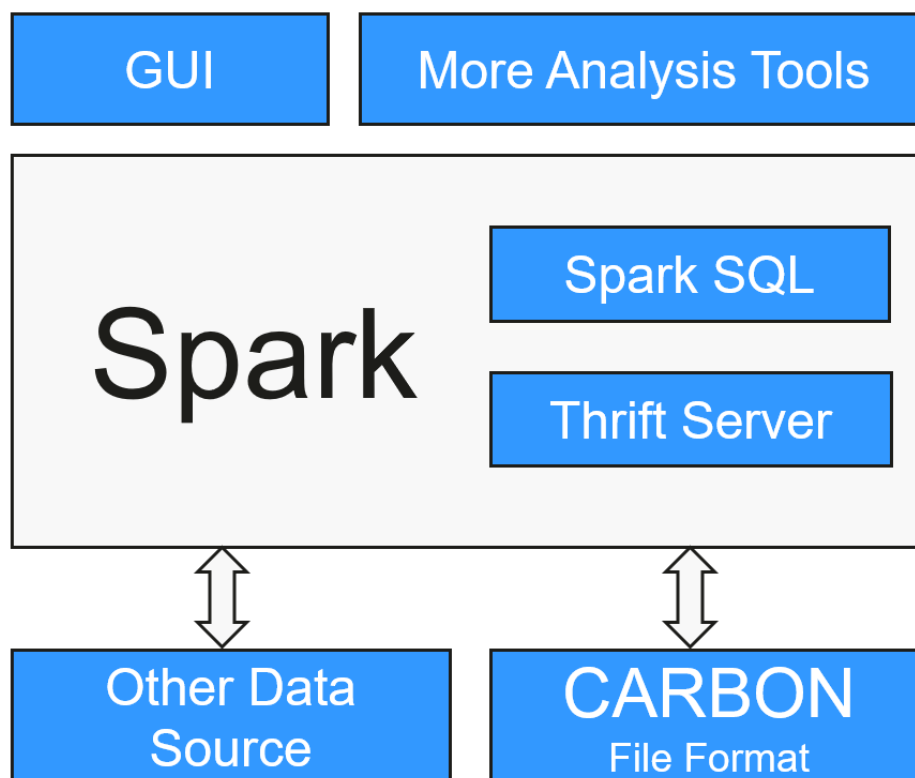 GUI
More Analysis Tools
Spark
Spark SQL
Thrift Server
Other Data
Source
CARBON
File Format